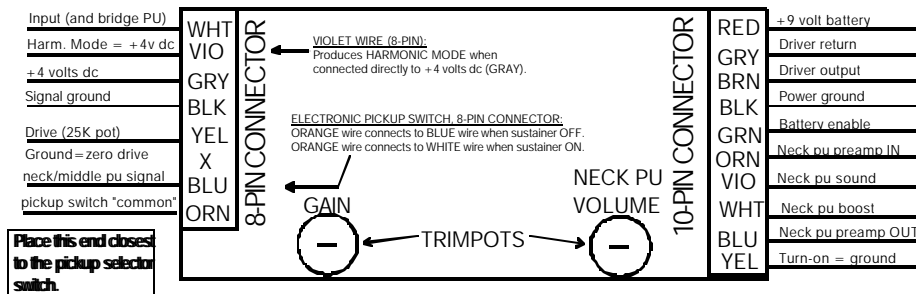 Input (and bridge PU)
Harm. Mode = +4v dc
+4 volts dc
Signal ground
Drive (25K pot)
Ground=zero drive
neck/middle pu signal
pickup switch "common"
WHT
VIO
GRY
BLK
YEL
X
BLU
ORN
8-PIN CONNECTOR
Place this end closest
to the pickup selector
switch.
VIOLET WIRE (8-PIN):
Produces HARMONIC MODE when
connected directly to +4 volts dc (GRAY).
ELECTRONIC PICKUP SWITCH, 8-PIN CONNECTOR:
ORANGE wire connects to BLUE wire when sustainer OFF.
ORANGE wire connects to WHITE wire when sustainer ON.
GAIN
TRIMPOTS
NECK PU
VOLUME
10-PIN CONNECTOR
RED
GRY
BRN
BLK
GRN
ORN
VIO
WHT
BLU
YEL
+9 volt battery
Driver return
Driver output
Power ground
Battery enable
Neck pu preamp IN
Neck pu sound
Neck pu boost
Neck pu preamp OUT
Turn-on = ground